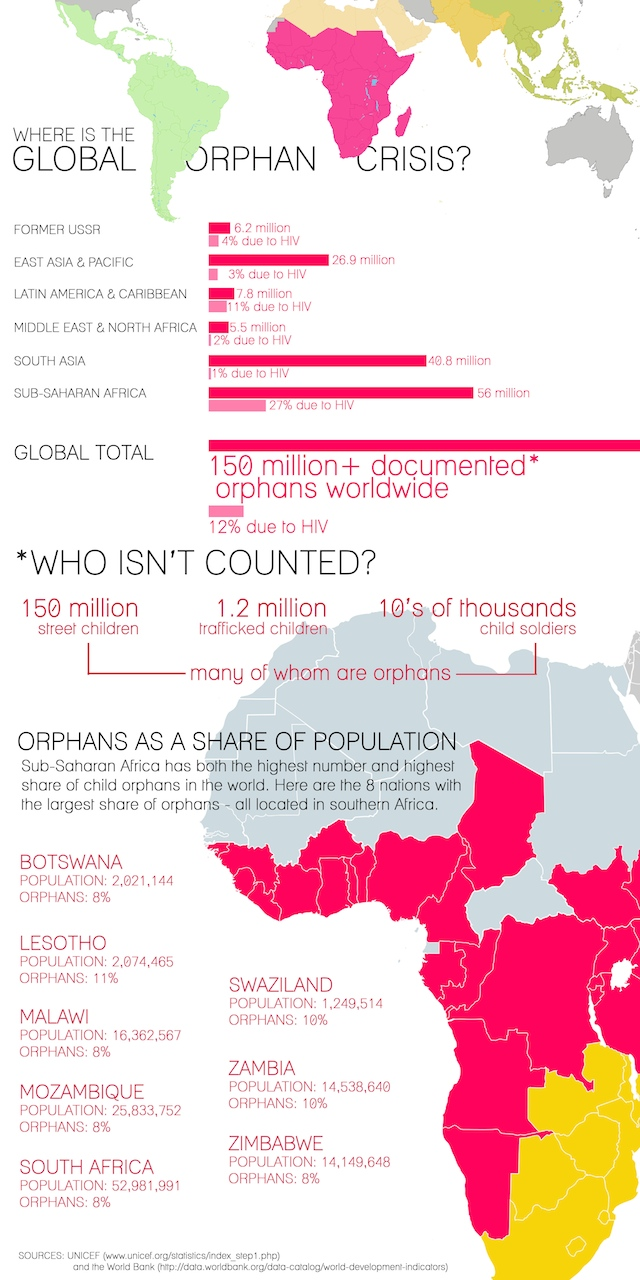 WHERE IS THE
GLOBAL ORPHAN CRISIS?
FORMER USSR
6.2 million
4% due to HIV
EAST ASIA & PACIFIC
26.9 million
3% due to HIV
LATIN AMERICA & CARIBBEAN
7.8 million
11% due to HIV
MIDDLE EAST & NORTH AFRICA
5.5 million
2% due to HIV
SOUTH ASIA
40.8 million
1% due to HIV
SUB-SAHARAN AFRICA
56 million
27% due to HIV
GLOBAL TOTAL
150 million+ documented*
orphans worldwide
12% due to HIV
*WHO ISN'T COUNTED?
150 million
street children
1.2 million
trafficked children
10's of thousands
child soldiers
many of whom are orphans
ORPHANS AS A SHARE OF POPULATION
Sub-Saharan Africa has both the highest number and highest
share of child orphans in the world. Here are the 8 nations with
the largest share of orphans - all located in southern Africa.
BOTSWANA
POPULATION: 2,021,144
ORPHANS: 8%
LESOTHO
POPULATION: 2,074,465
ORPHANS: 11%
MALAWI
POPULATION: 16,362,567
ORPHANS: 8%
MOZAMBIQUE
POPULATION: 25,833,752
ORPHANS: 8%
SOUTH AFRICA
POPULATION: 52,981,991
ORPHANS: 8%
SWAZILAND
POPULATION: 1,249,514
ORPHANS: 10%
ZAMBIA
POPULATION: 14,538,640
ORPHANS: 10%
ZIMBABWE
POPULATION: 14,149,648
ORPHANS: 8%
SOURCES: UNICEF (www.unicef.org/statistics/index_step1.php)
and the World Bank (http://data.worldbank.org/data-catalog/world-development-indicators)